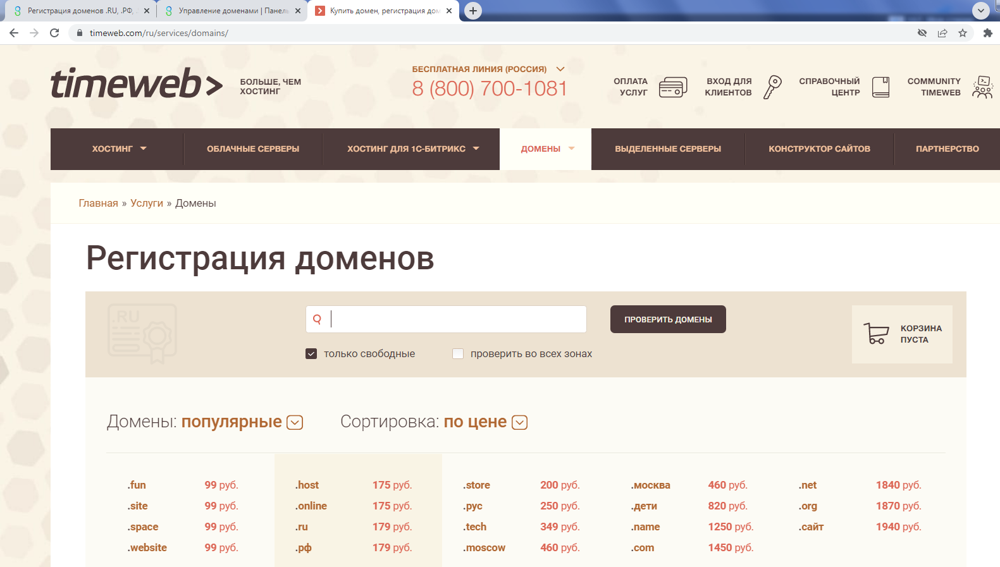 Регистрация доменов .RU, .РФ,
Управление доменами | Панель
Купить домен, регистрация дом
timeweb.com/ru/services/domains/
timeweb>
БОЛЬШЕ, ЧЕМ
ХОСТИНГ
БЕСПЛАТНАЯ ЛИНИЯ (РОССИЯ)
8 (800) 700-1081
ОПЛАТА
УСЛУГ
ВХОД ДЛЯ
КЛИЕНТОВ
СПРАВОЧНЫЙ
ЦЕНТР
COMMUNITY
TIMEWEB
ХОСТИНГ
ОБЛАЧНЫЕ СЕРВЕРЫ
ХОСТИНГ ДЛЯ 1С-БИТРИКС
ДОМЕНЫ
ВЫДЕЛЕННЫЕ СЕРВЕРЫ
КОНСТРУКТОР САЙТОВ
ПАРТНЕРСТВО
Главная » Услуги » Домены
Регистрация доменов
.RU
ПРОВЕРИТЬ ДОМЕНЫ
КОРЗИНА
ПУСТА
только свободные
проверить во всех зонах
Домены: популярные
Сортировка: по цене
.fun 99 руб.
.site 99 руб.
.space 99 руб.
.website 99 руб.
.host 175 руб.
.online 175 руб.
.ru 179 руб.
.рф 179 руб.
.store 200 руб.
.рус 250 руб.
.tech 349 руб.
.moscow 460 руб.
.москва 460 руб.
.дети 820 руб.
.name 1250 руб.
.com 1450 руб.
.net 1840 руб.
.org 1870 руб.
.сайт 1940 руб.